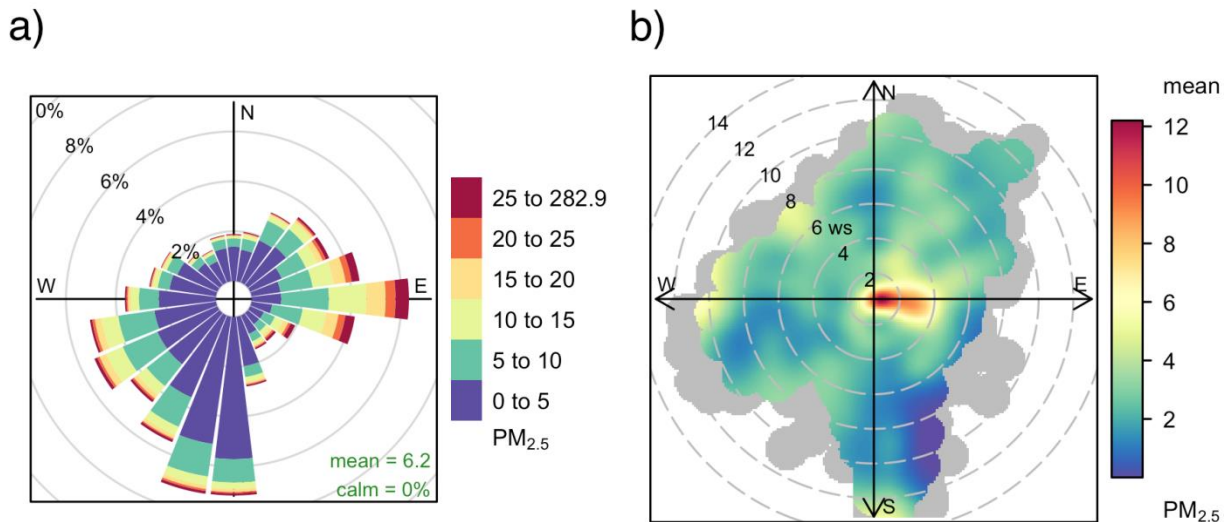 a)
0%
8%
6%
4%
2%
N
W
E
mean = 6.2
calm = 0%
25 to 282.9
20 to 25
15 to 20
10 to 15
5 to 10
0 to 5
PM2.5
b)
14
12
10
8
6 ws
4
2
N
W
E
S
mean
12
10
8
6
4
2
PM2.5